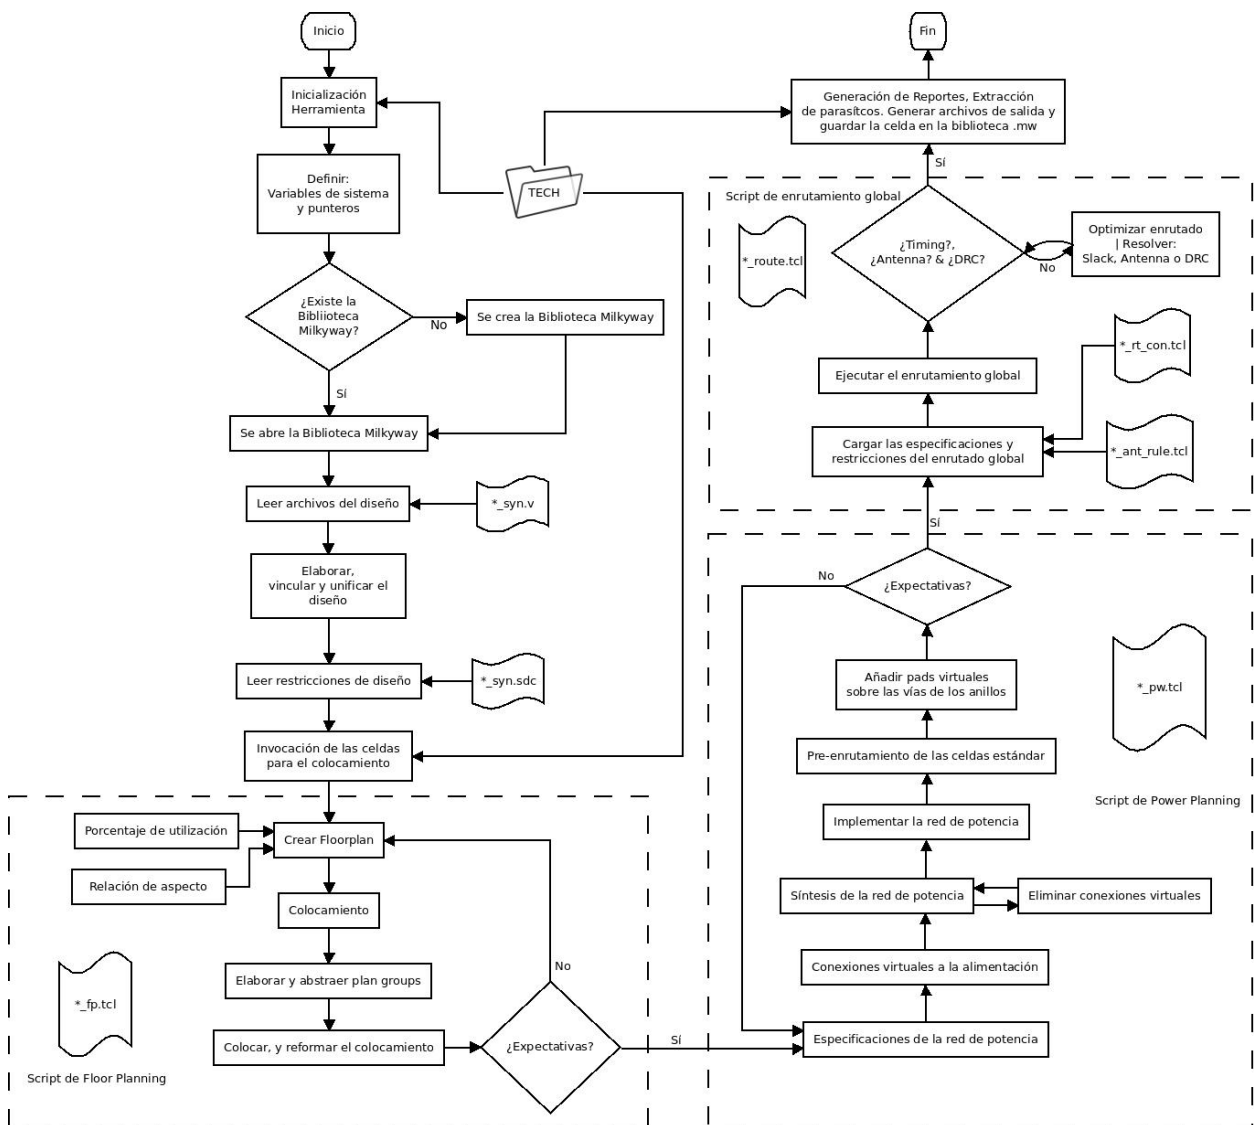 Inicio
Inicialización
Herramienta
Definir:
Variables de sistema
y punteros
TECH
¿Existe la
Bibliioteca
Milkyway?
No
Se crea la Biblioteca Milkyway
Sí
Se abre la Biblioteca Milkyway
Leer archivos del diseño
*_syn.v
Elaborar,
vincular y unificar el
diseño
Leer restricciones de diseño
*_syn.sdc
Invocación de las celdas
para el colocamiento
Porcentaje de utilización
Crear Floorplan
Relación de aspecto
Colocamiento
No
Elaborar y abstraer plan groups
*_fp.tcl
Colocar, y reformar el colocamiento
¿Expectativas?
Sí
Script de Floor Planning
Fin
Generación de Reportes, Extracción
de parasítcos. Generar archivos de salida y
guardar la celda en la biblioteca .mw
Sí
Script de enrutamiento global
*_route.tcl
¿Timing?,
¿Antenna? & ¿DRC?
No
Optimizar enrutado
| Resolver:
Slack, Antenna o DRC
*_rt_con.tcl
Ejecutar el enrutamiento global
Cargar las especificaciones y
restricciones del enrutado global
*_ant_rule.tcl
Sí
No
¿Expectativas?
Añadir pads virtuales
sobre las vías de los anillos
*_pw.tcl
Pre-enrutamiento de las celdas estándar
Script de Power Planning
Implementar la red de potencia
Síntesis de la red de potencia
Eliminar conexiones virtuales
Conexiones virtuales a la alimentación
Especificaciones de la red de potencia